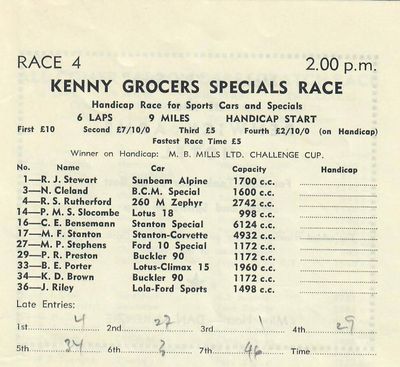 RACE 4 2.00 p.m.
KENNY GROCERS SPECIALS RACE
Handicap Race for Sports Cars and Specials
6 LAPS 9 MILES HANDICAP START
First £10 Second £7/10/0 Third £5 Fourth £2/10/0 (on Handicap)
Fastest Race Time £5
Winner on Handicap: M. B. MILLS LTD. CHALLENGE CUP.
No. Name Car Capacity Handicap
1—R. J. Stewart Sunbeam Alpine 1700 c.c.
3—N. Cleland B.C.M. Special 1600 c.c.
4—R. S. Rutherford 260 M Zephyr 2742 c.c.
14—P. M. S. Slocombe Lotus 18 998 c.c.
16—C. E. Bensemann Stanton Special 6124 c.c.
17—M. F. Stanton Stanton-Corvette 4932 c.c.
27—M. P. Stephens Ford 10 Special 1172 c.c.
29—P. R. Preston Buckler 90 1172 c.c.
33—B. E. Porter Lotus-Climax 15 1960 c.c.
34—K. D. Brown Buckler 90 1172 c.c.
36—J. Riley Lola-Ford Sports 1498 c.c.
Late Entries:
1st 4 2nd 27 3rd 1 4th 29
5th 34 6th 3 7th 46 Time